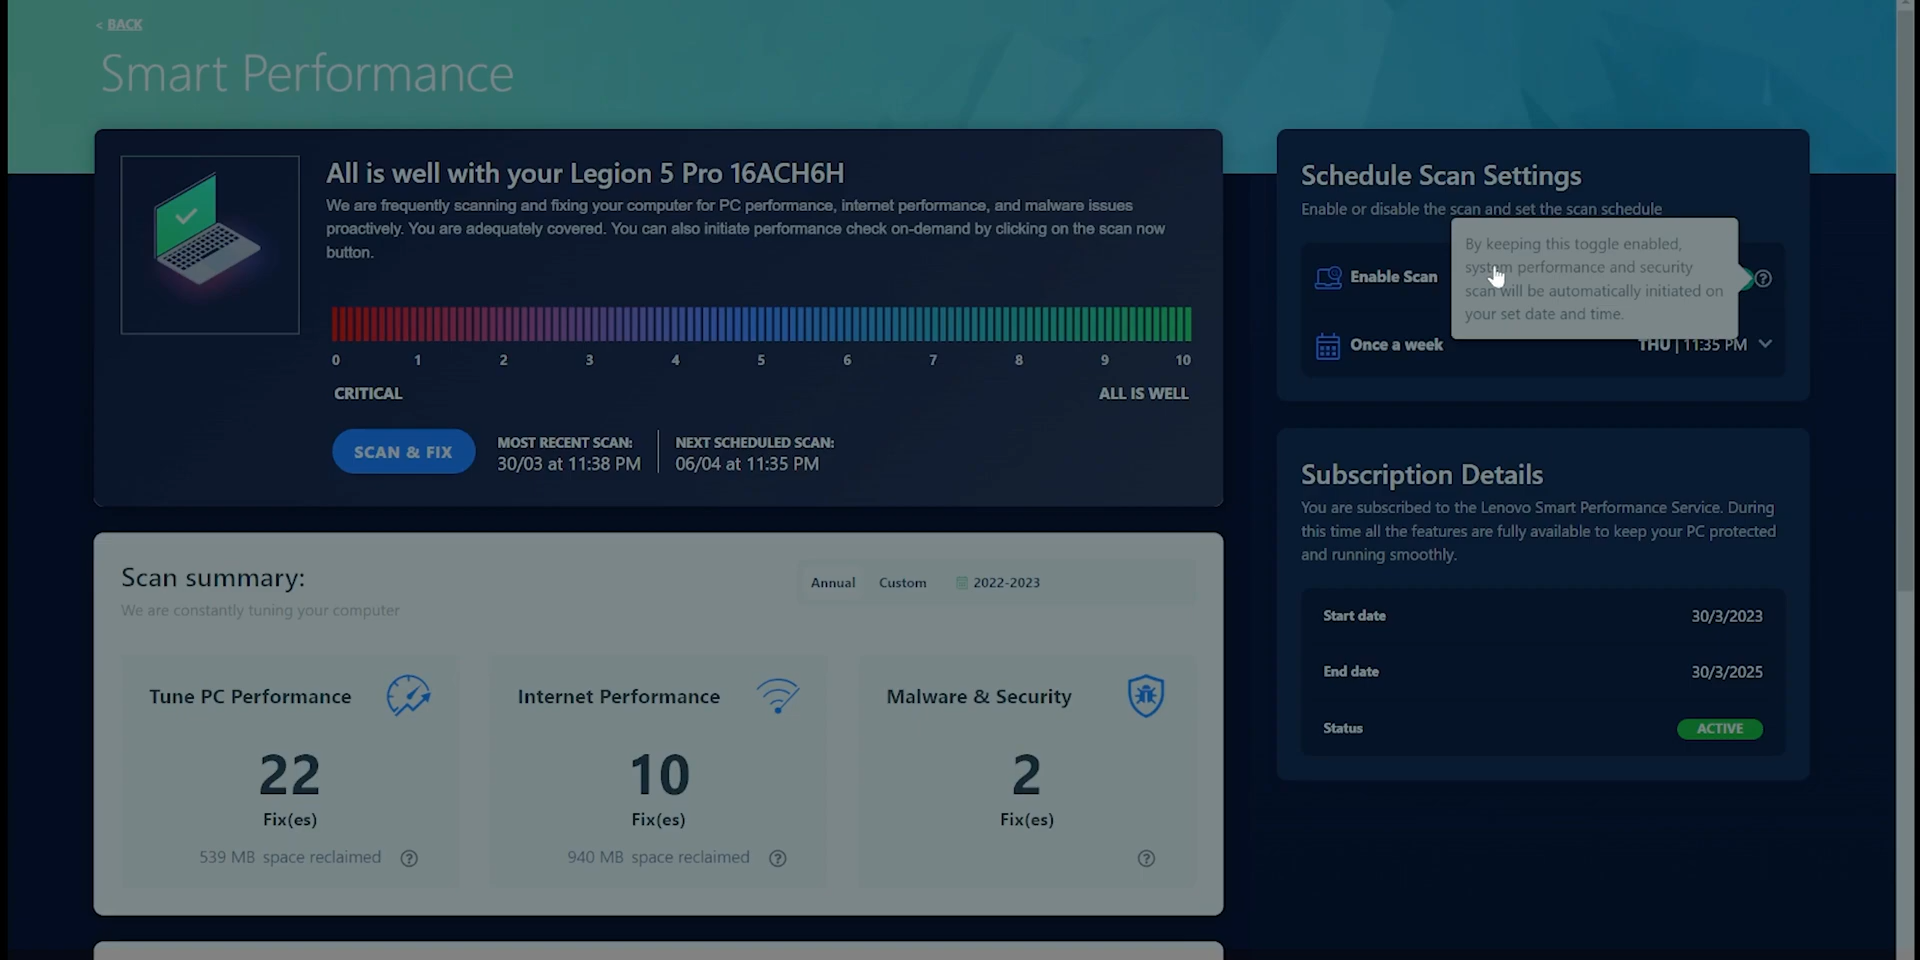 < BACK
Smart Performance
All is well with your Legion 5 Pro 16ACH6H
We are frequently scanning and fixing your computer for PC performance, internet performance, and malware issues
proactively. You are adequately covered. You can also initiate performance check on-demand by clicking on the scan now
button.
0 1 2 3 4 5 6 7 8 9 10
CRITICAL ALL IS WELL
SCAN & FIX
MOST RECENT SCAN:
30/03 at 11:38 PM
NEXT SCHEDULED SCAN:
06/04 at 11:35 PM
Schedule Scan Settings
Enable or disable the scan and set the scan schedule
Enable Scan
By keeping this toggle enabled,
system performance and security
scan will be automatically initiated on
your set date and time.
?
Once a week THU | 11:35 PM
Subscription Details
You are subscribed to the Lenovo Smart Performance Service. During
this time all the features are fully available to keep your PC protected
and running smoothly.
Start date 30/3/2023
End date 30/3/2025
Status ACTIVE
Scan summary:
We are constantly tuning your computer
Annual Custom 2022-2023
Tune PC Performance
22
Fix(es)
539 MB space reclaimed ?
Internet Performance
10
Fix(es)
940 MB space reclaimed ?
Malware & Security
2
Fix(es)
?